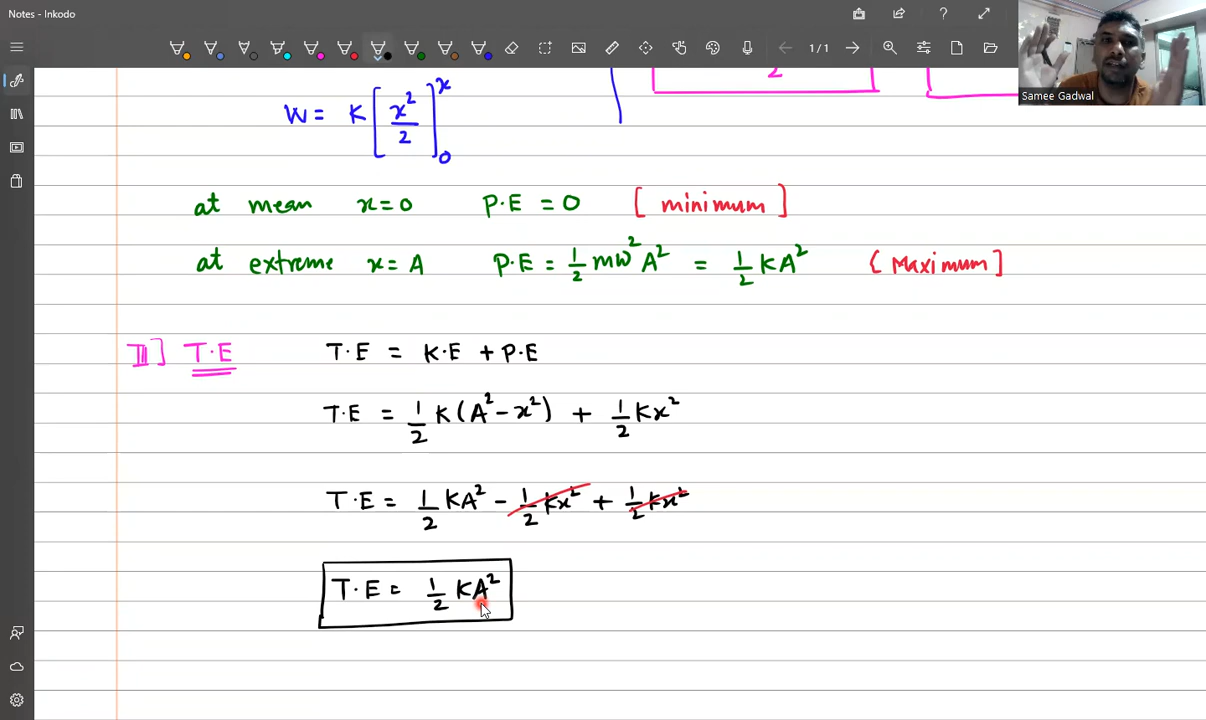 Notes - Inkodo
1/1
Samee Gadwal
2
W = K [x²/2]₀ˣ
at mean x=0 P.E = 0 [minimum]
at extreme x= A P.E = 1/2 mω²A² = 1/2 KA² {Maximum]
III] T.E T.E = K.E + P.E
T.E = 1/2 K(A²-x²) + 1/2 Kx²
T.E = 1/2 KA² - 1/2 Kx² + 1/2 Kx²
T.E = 1/2 KA²